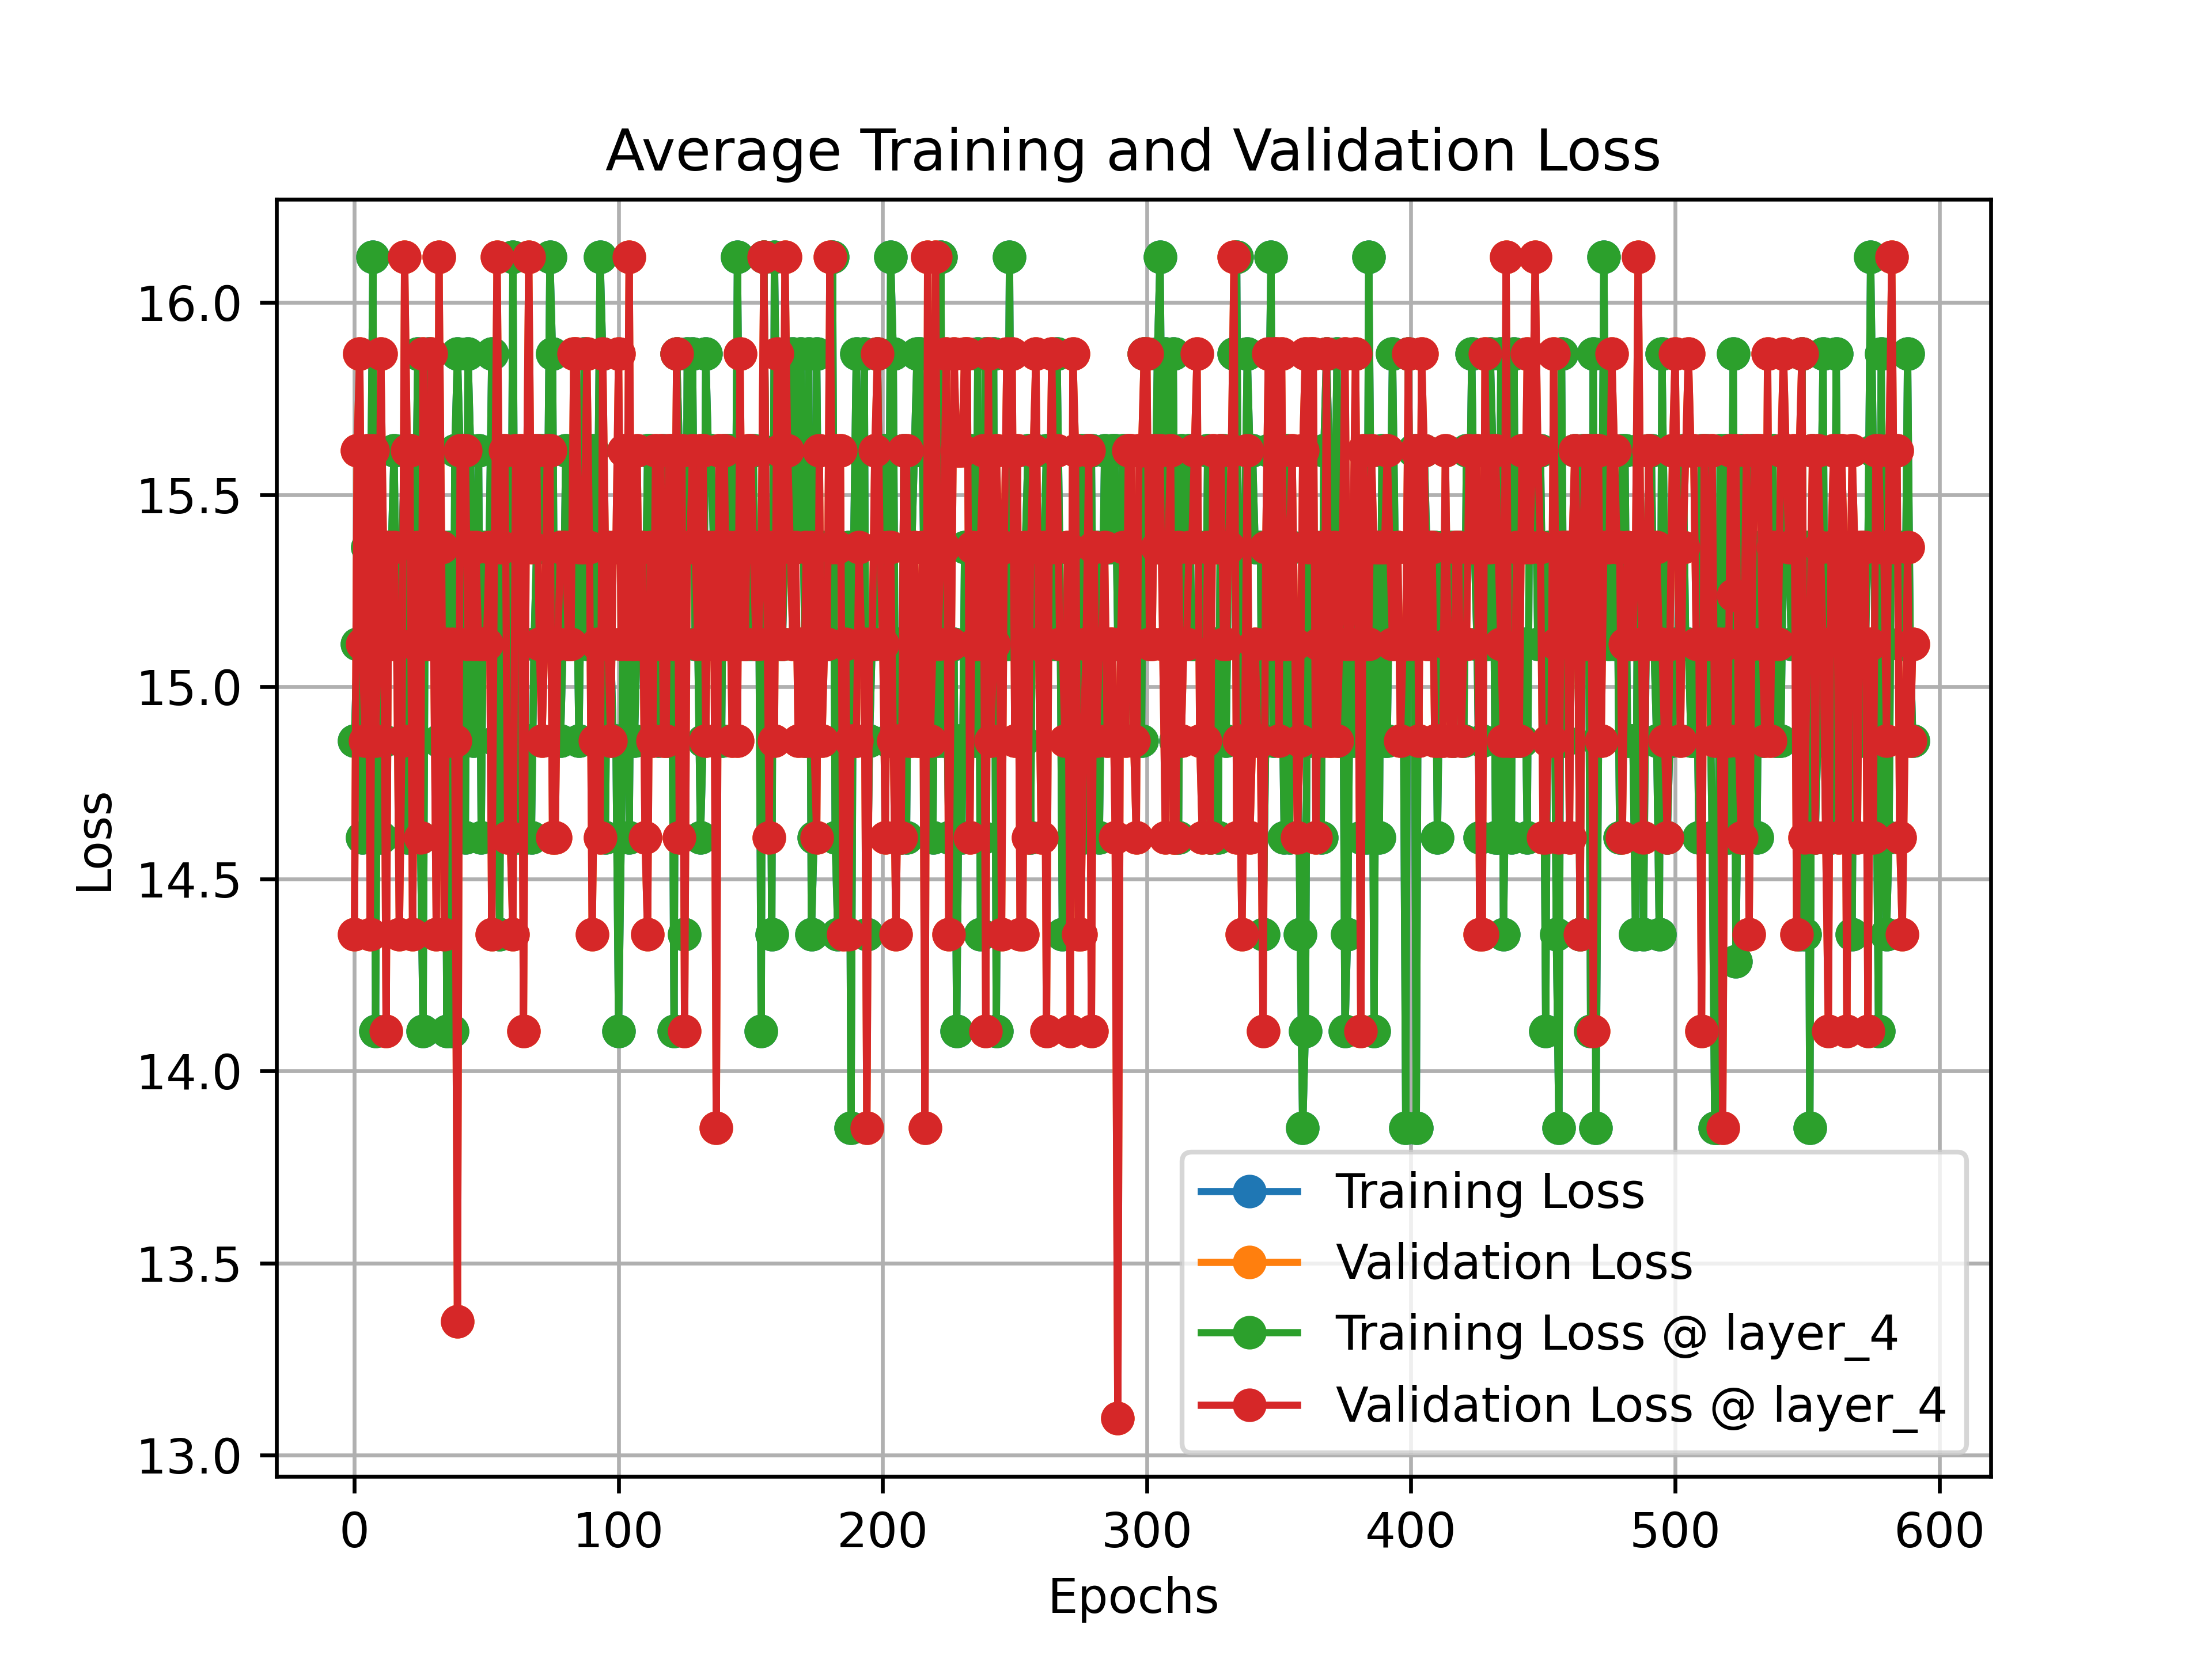 Average Training and Validation Loss
Loss
16.0
15.5
15.0
14.5
14.0
13.5
13.0
Training Loss
Validation Loss
Training Loss @ layer_4
Validation Loss @ layer_4
0 100 200 300 400 500 600
Epochs